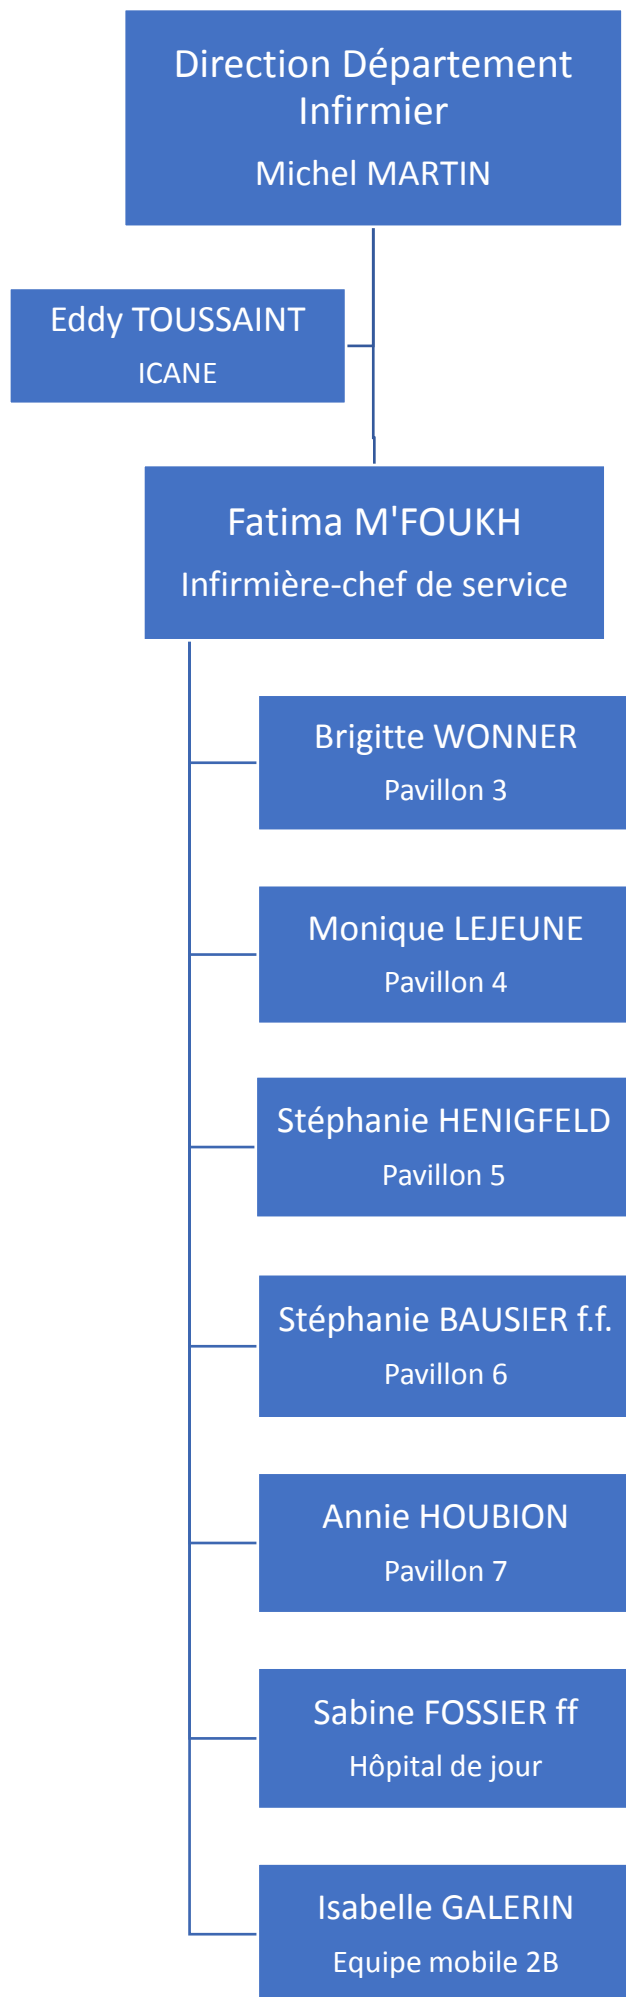 Direction Département
Infirmier
Michel MARTIN
Eddy TOUSSAINT
ICANE
Fatima M'FOUKH
Infirmière-chef de service
Brigitte WONNER
Pavillon 3
Monique LEJEUNE
Pavillon 4
Stéphanie HENIGFELD
Pavillon 5
Stéphanie BAUSIER f.f.
Pavillon 6
Annie HOUBION
Pavillon 7
Sabine FOSSIER ff
Hôpital de jour
Isabelle GALERIN
Equipe mobile 2B